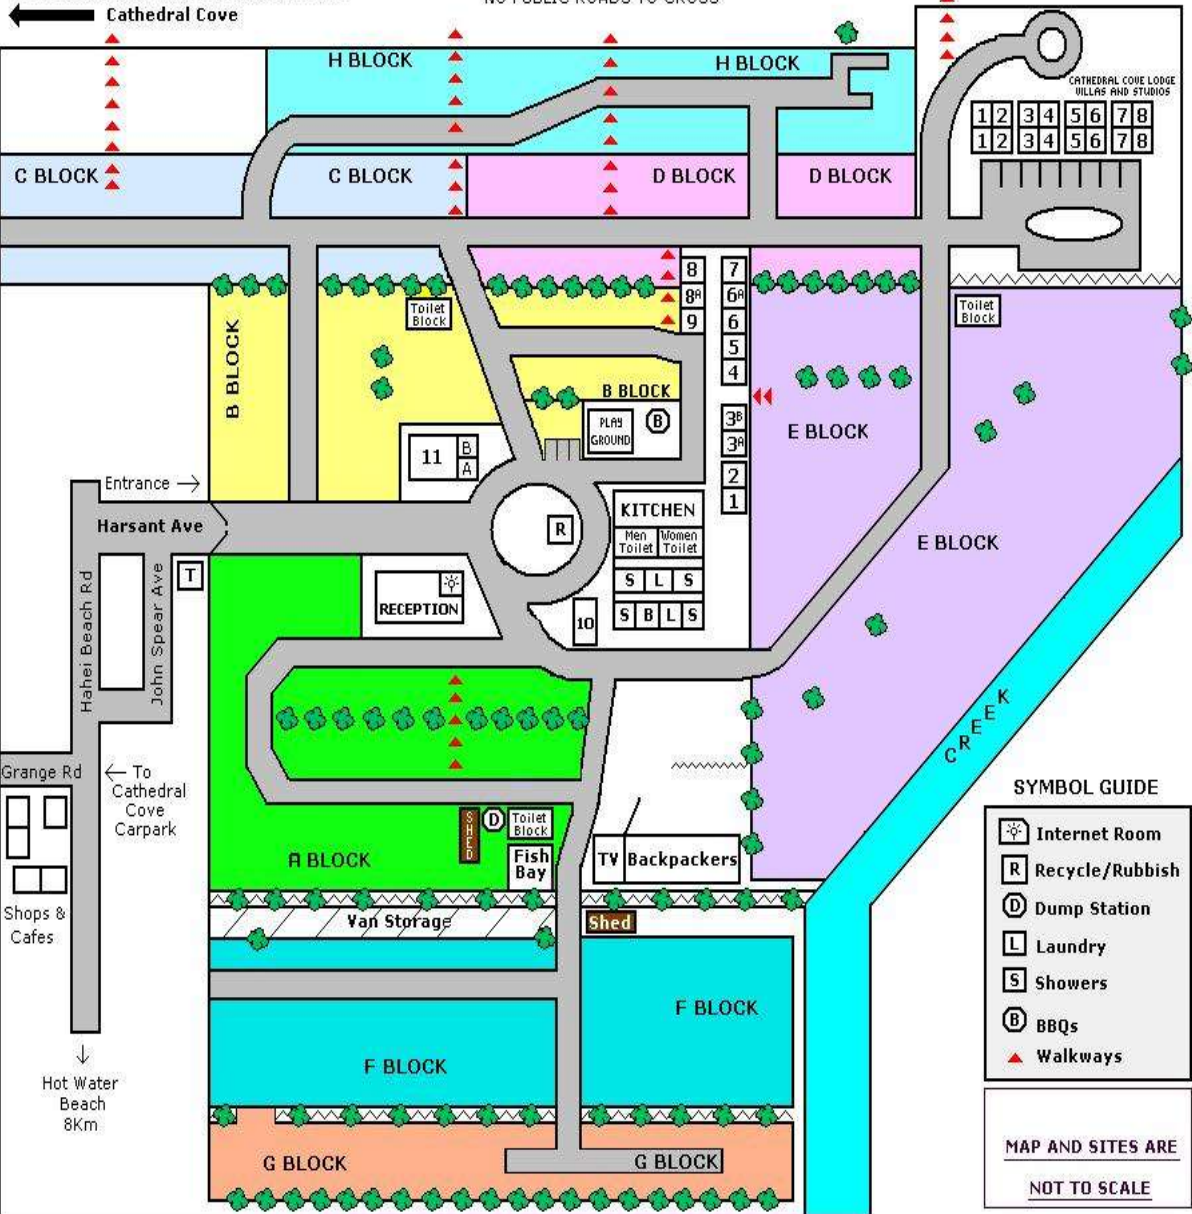 Cathedral Cove
NO PUBLIC ROADS TO CROSS
H BLOCK
H BLOCK
CATHEDRAL COVE LODGE
VILLAS AND STUDIOS
1 2 3 4 5 6 7 8
1 2 3 4 5 6 7 8
C BLOCK
C BLOCK
D BLOCK
D BLOCK
8
7
8A
6A
9
6
5
4
3B
3A
2
1
Toilet
Block
Toilet
Block
B BLOCK
B BLOCK
PLAY
GROUND
B
11
B
A
E BLOCK
Entrance
Harsant Ave
R
KITCHEN
Men
Toilet
Women
Toilet
S L S
S B L S
10
E BLOCK
T
RECEPTION
Hahei Beach Rd
John Spear Ave
CREEK
Grange Rd
To
Cathedral
Cove
Carpark
Shops &
Cafes
SHED
D
Toilet
Block
Fish
Bay
A BLOCK
TV
Backpackers
Van Storage
Shed
F BLOCK
F BLOCK
Hot Water
Beach
8Km
G BLOCK
G BLOCK
SYMBOL GUIDE
Internet Room
R Recycle/Rubbish
D Dump Station
L Laundry
S Showers
B BBQs
Walkways
MAP AND SITES ARE
NOT TO SCALE